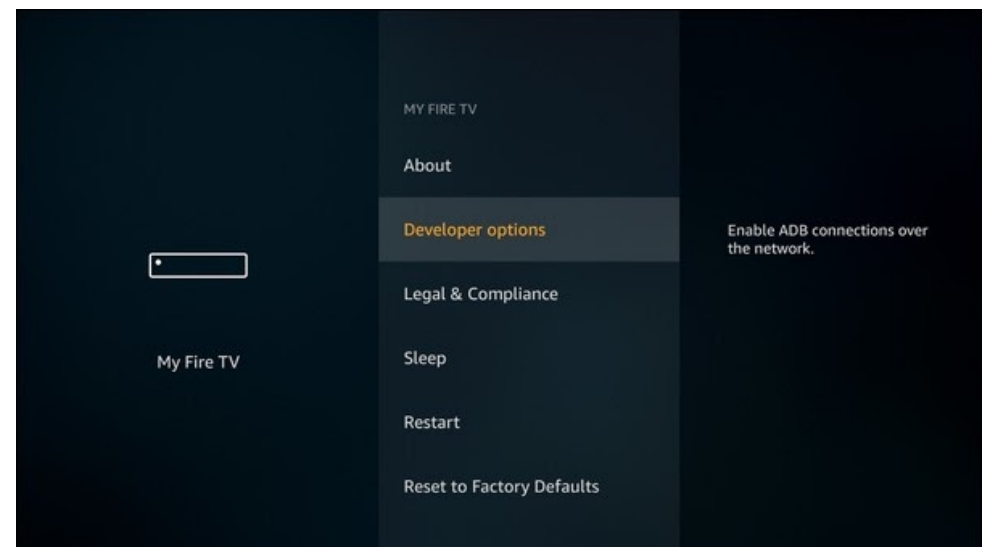 MY FIRE TV
About
Developer options
Legal & Compliance
Sleep
Restart
Reset to Factory Defaults
My Fire TV
Enable ADB connections over
the network.